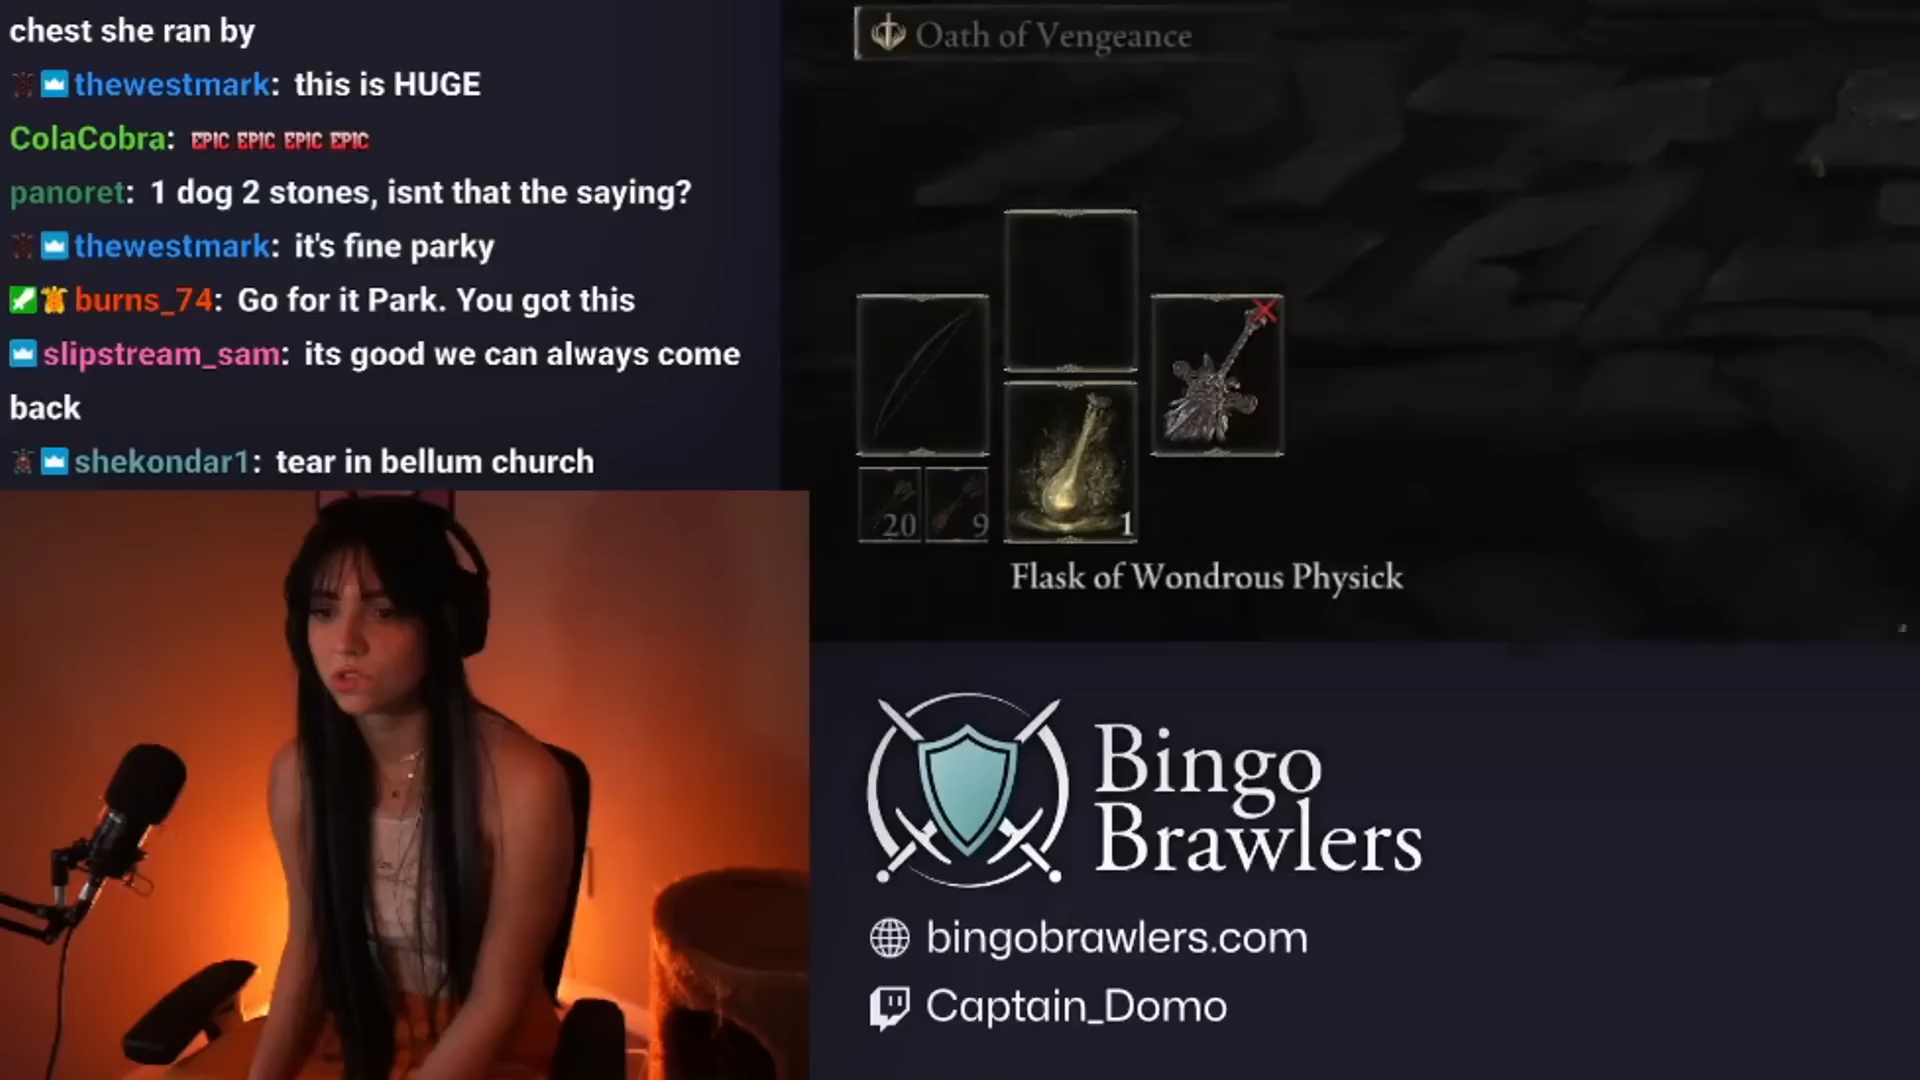 chest she ran by
thewestmark: this is HUGE
ColaCobra: EPIC EPIC EPIC EPIC
panoret: 1 dog 2 stones, isnt that the saying?
thewestmark: it's fine parky
burns_74: Go for it Park. You got this
slipstream_sam: its good we can always come
back
shekondar1: tear in bellum church
Oath of Vengeance
20 9 1
Flask of Wondrous Physick
Bingo
Brawlers
bingobrawlers.com
Captain_Domo